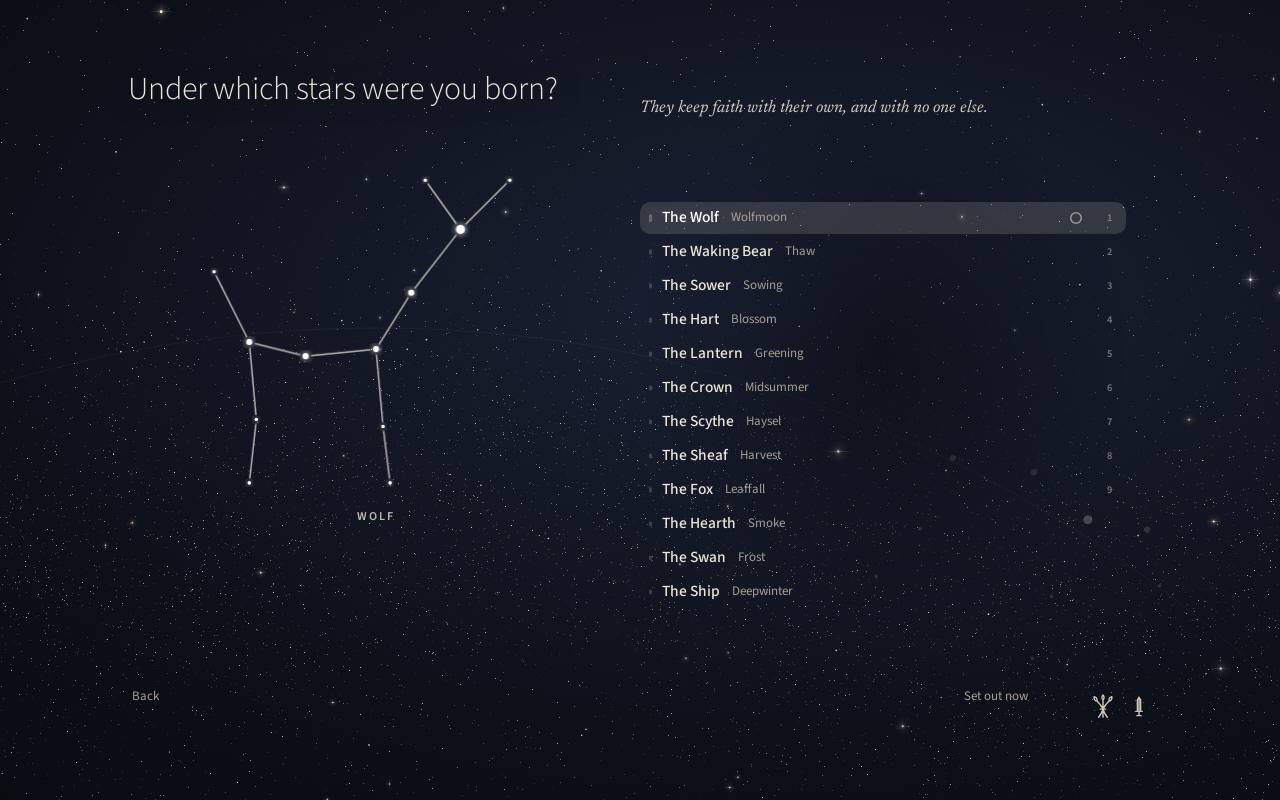 Under which stars were you born?
They keep faith with their own, and with no one else.
The Wolf Wolfmoon 1
The Waking Bear Thaw 2
The Sower Sowing 3
The Hart Blossom 4
The Lantern Greening 5
The Crown Midsummer 6
The Scythe Haysel 7
The Sheaf Harvest 8
The Fox Leaffall 9
The Hearth Smoke
The Swan Frost
The Ship Deepwinter
WOLF
Back
Set out now